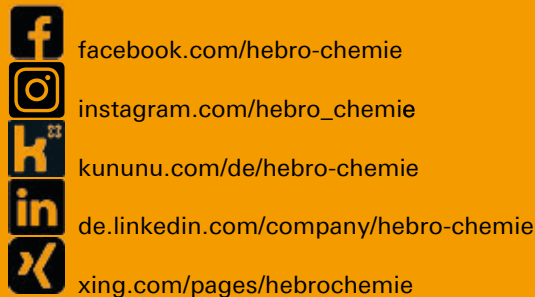 facebook.com/hebro-chemie
instagram.com/hebro_chemie
k
kununu.com/de/hebro-chemie
in
de.linkedin.com/company/hebro-chemie
xing.com/pages/hebrochemie